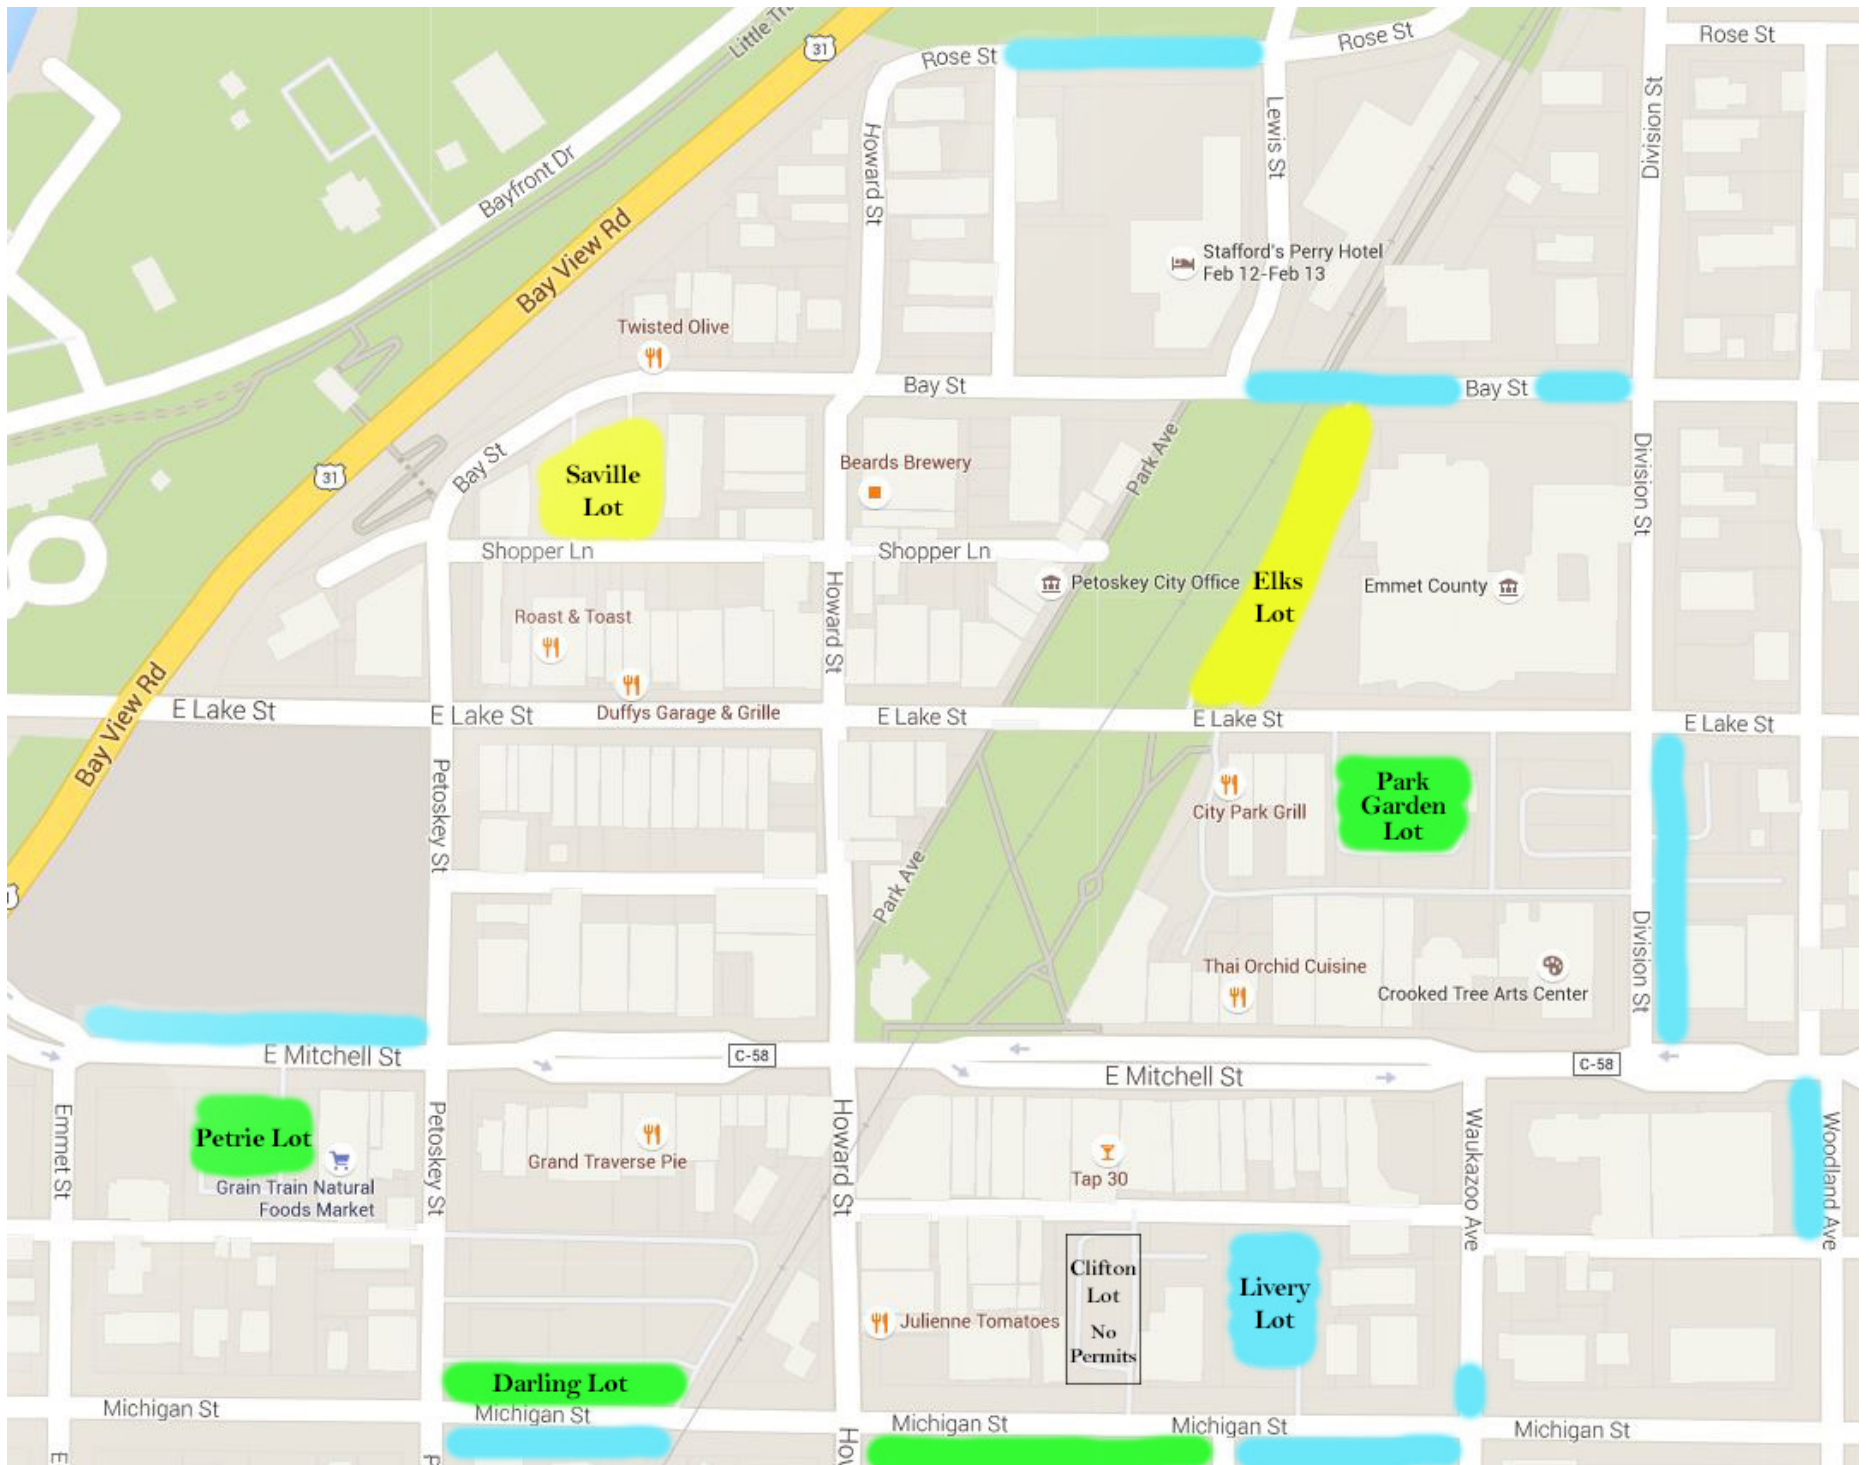 Little Tr
31
Rose St
Rose St
Rose St
Lewis St
Division St
Howard St
Bayfront Dr
Bay View Rd
Stafford's Perry Hotel
Feb 12-Feb 13
Twisted Olive
Bay St
Bay St
Bay St
Park Ave
Division St
31
Saville
Lot
Beards Brewery
Shopper Ln
Shopper Ln
Petoskey City Office
Elks
Lot
Emmet County
Howard St
Roast & Toast
Bay View Rd
E Lake St
E Lake St
Duffys Garage & Grille
E Lake St
E Lake St
E Lake St
Petoskey St
City Park Grill
Park
Garden
Lot
Park Ave
Division St
Thai Orchid Cuisine
Crooked Tree Arts Center
E Mitchell St
C-58
E Mitchell St
C-58
Emmet St
Petrie Lot
Petoskey St
Grand Traverse Pie
Howard St
Tap 30
Waukazoo Ave
Woodland Ave
Grain Train Natural
Foods Market
Clifton
Lot
No
Permits
Livery
Lot
Julienne Tomatoes
Darling Lot
Michigan St
Michigan St
Michigan St
Michigan St
Michigan St
E
P
Hov